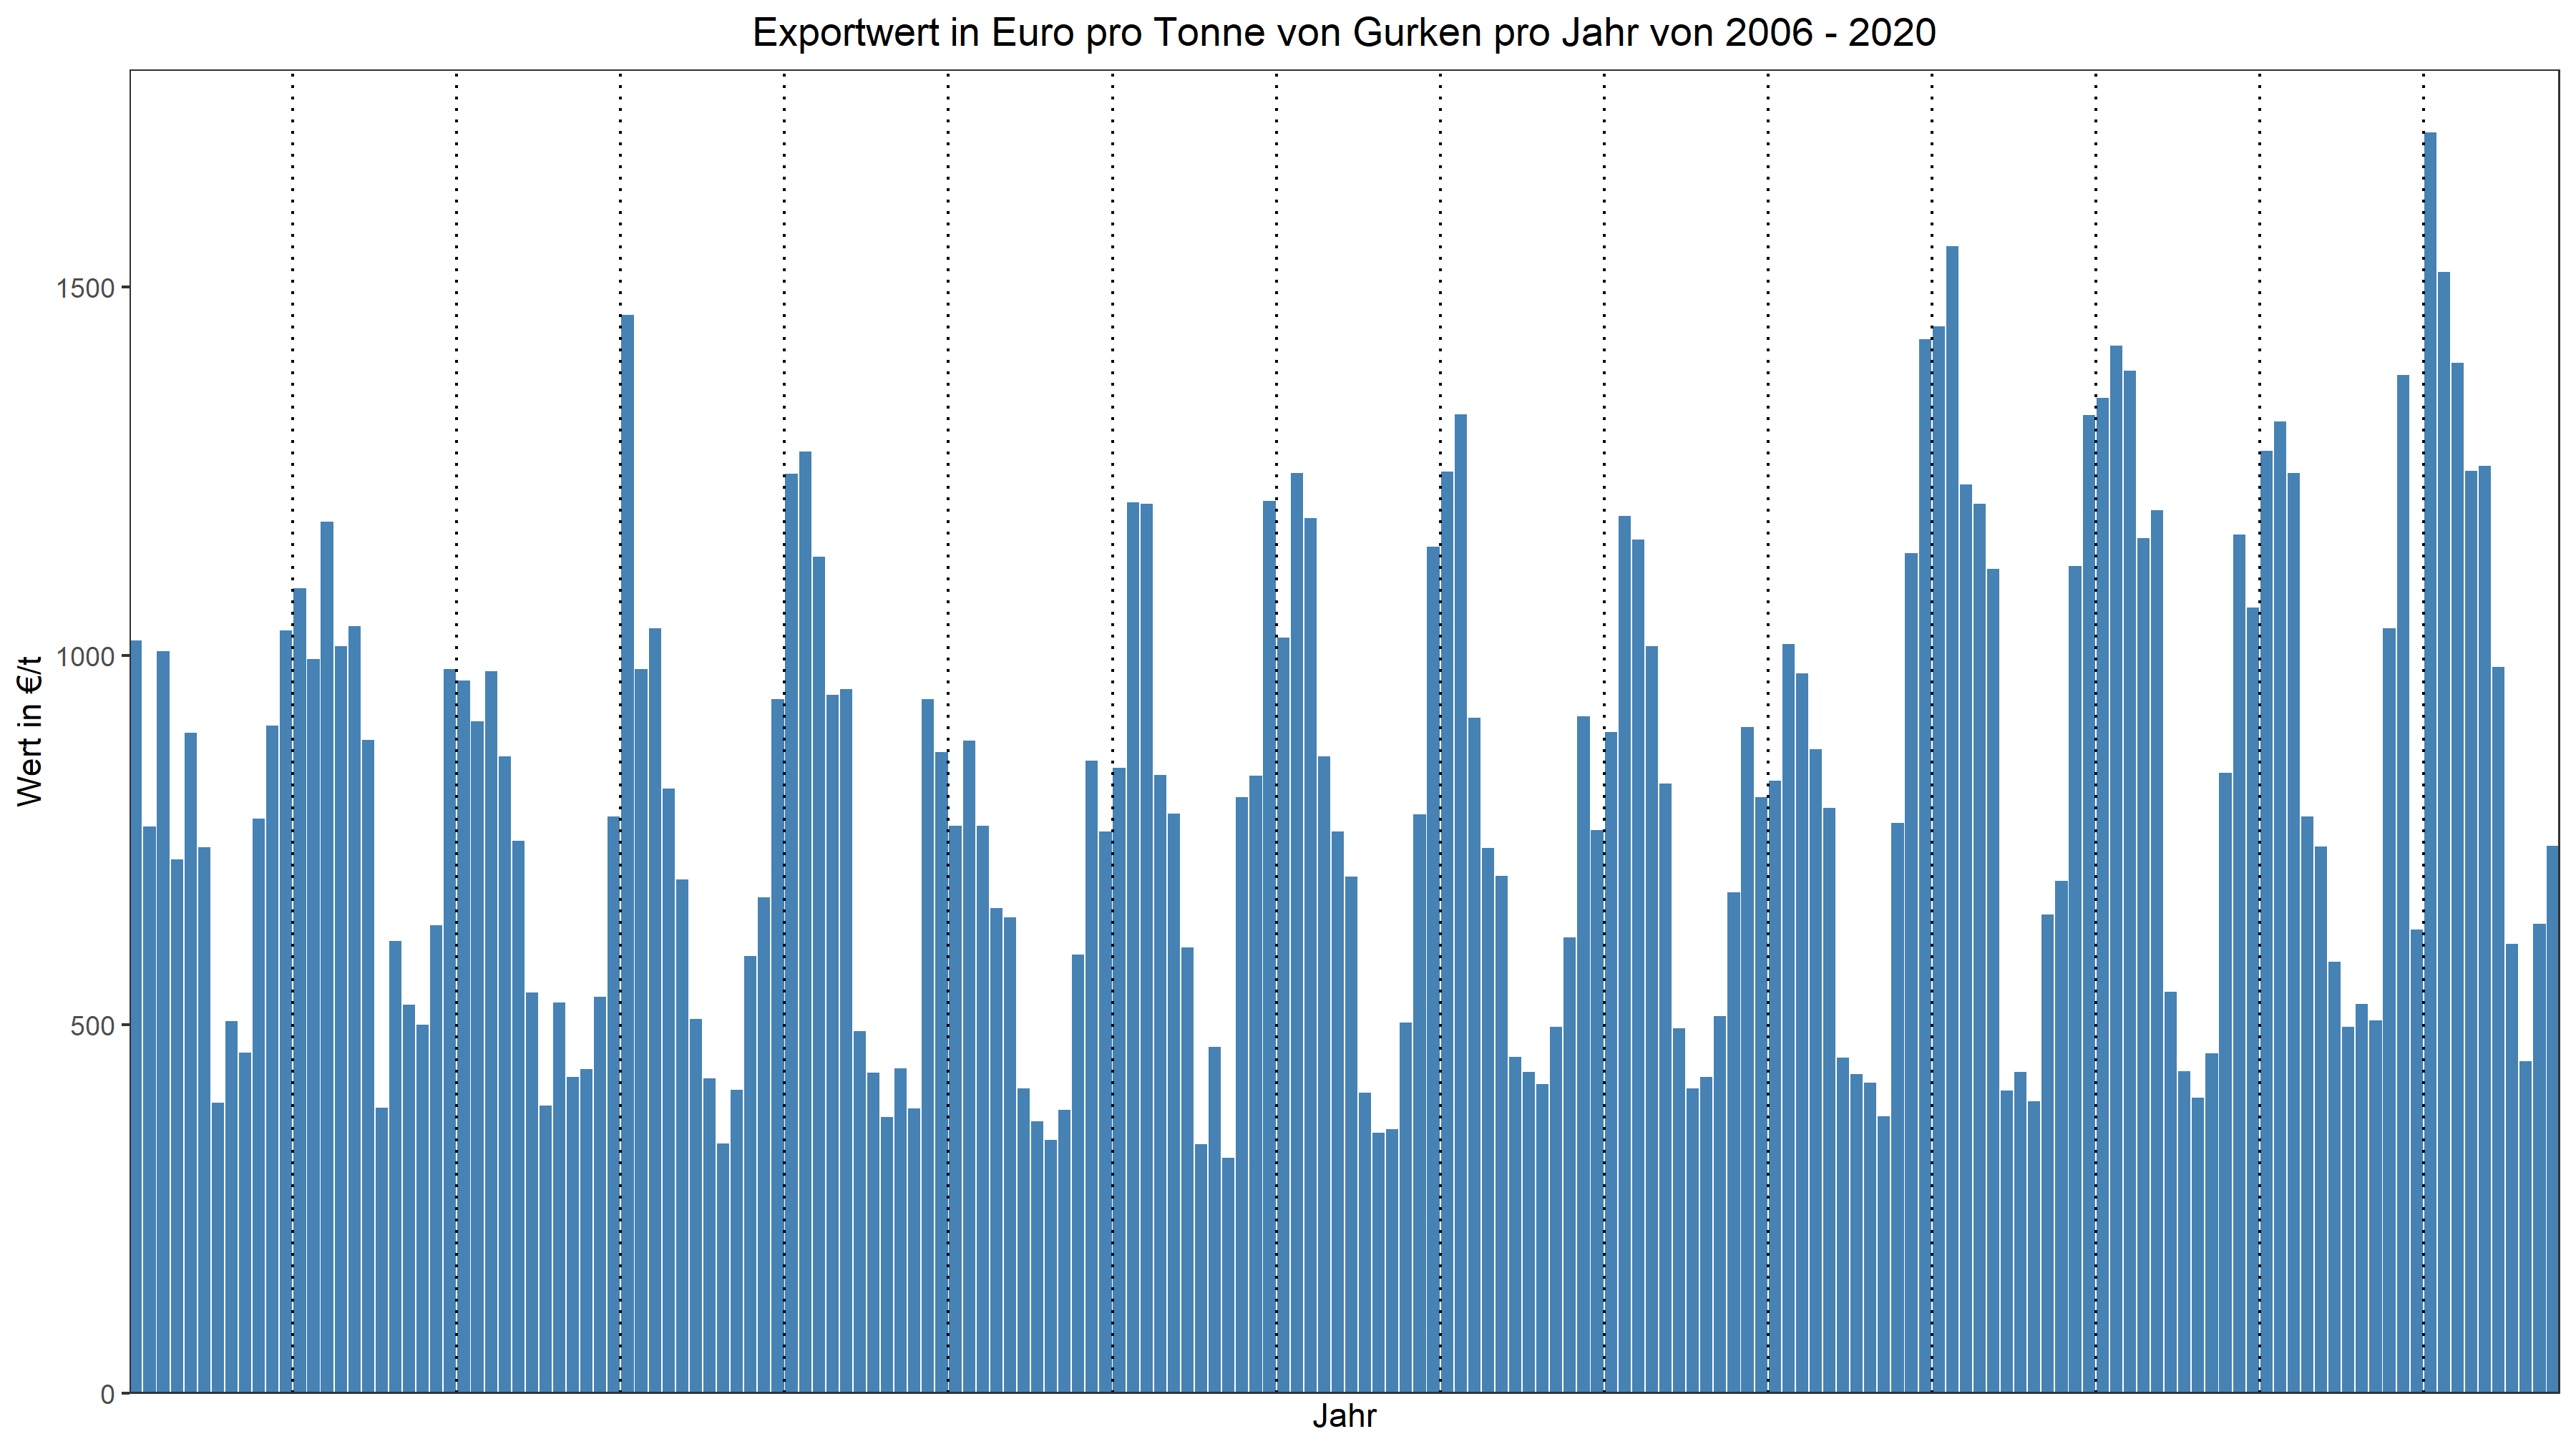 Exportwert in Euro pro Tonne von Gurken pro Jahr von 2006 - 2020
1500
1000
500
0
Wert in €/t
Jahr